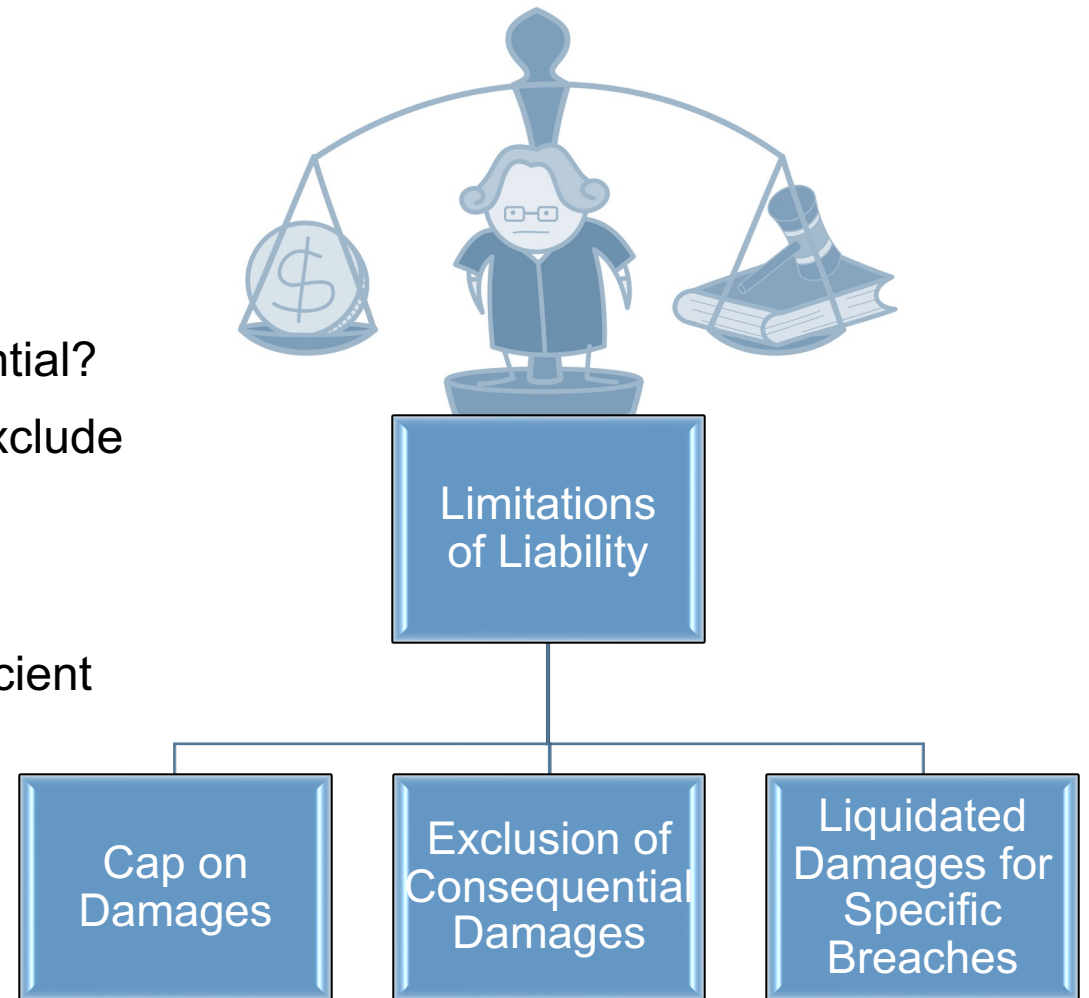 $
ntial?
xclude
cient
Limitations
of Liability
Cap on
Damages
Exclusion of
Consequential
Damages
Liquidated
Damages for
Specific
Breaches